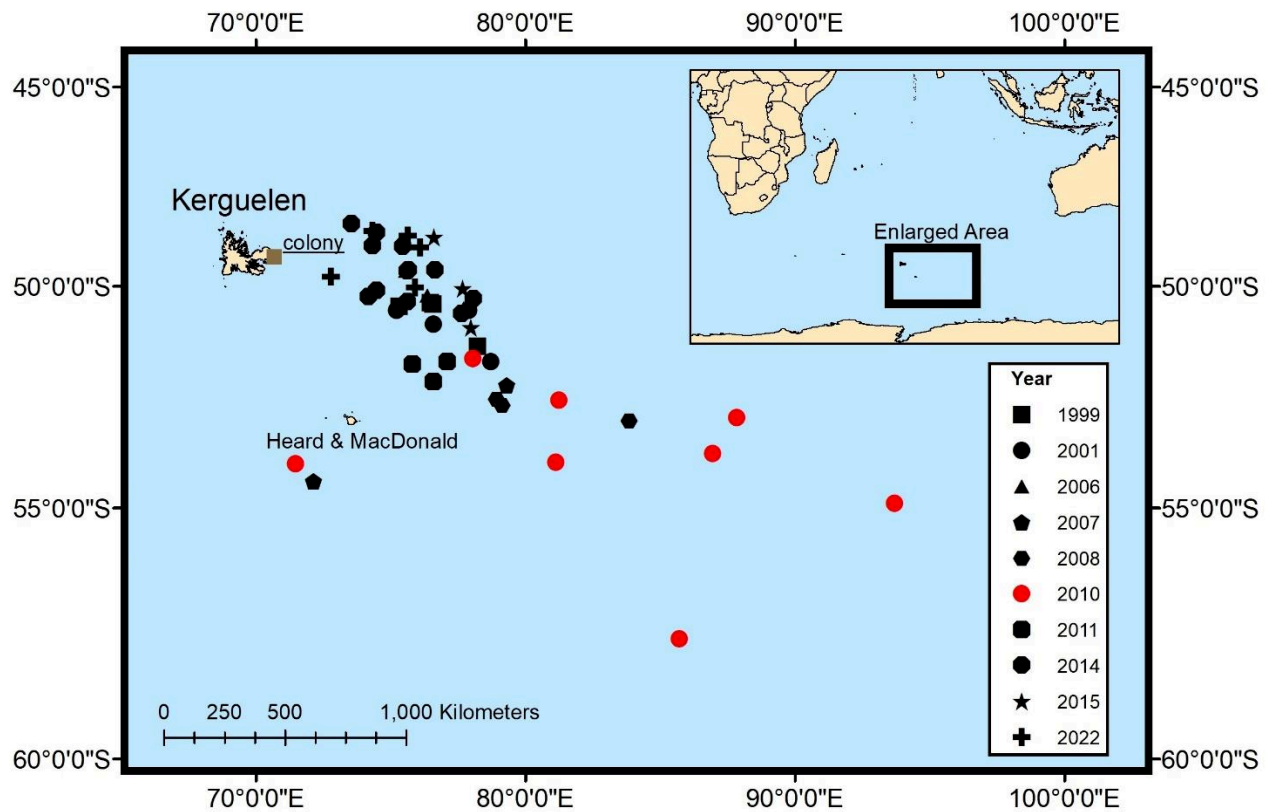 70°0'0"E 80°0'0"E 90°0'0"E 100°0'0"E
45°0'0"S 45°0'0"S
Kerguelen
colony
Enlarged Area
50°0'0"S 50°0'0"S
Year
1999
2001
2006
2007
2008
2010
2011
2014
2015
2022
Heard & MacDonald
55°0'0"S 55°0'0"S
0 250 500 1,000 Kilometers
60°0'0"S 60°0'0"S
70°0'0"E 80°0'0"E 90°0'0"E 100°0'0"E